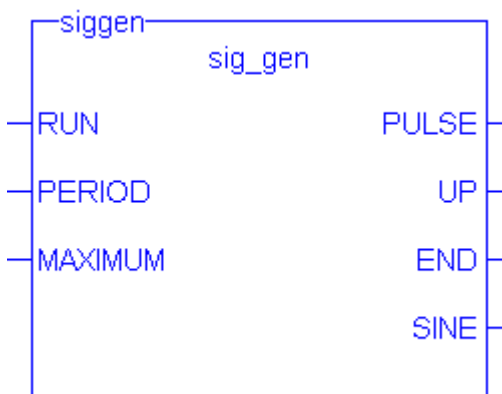 siggen
sig_gen
RUN PULSE
PERIOD UP
MAXIMUM END
SINE